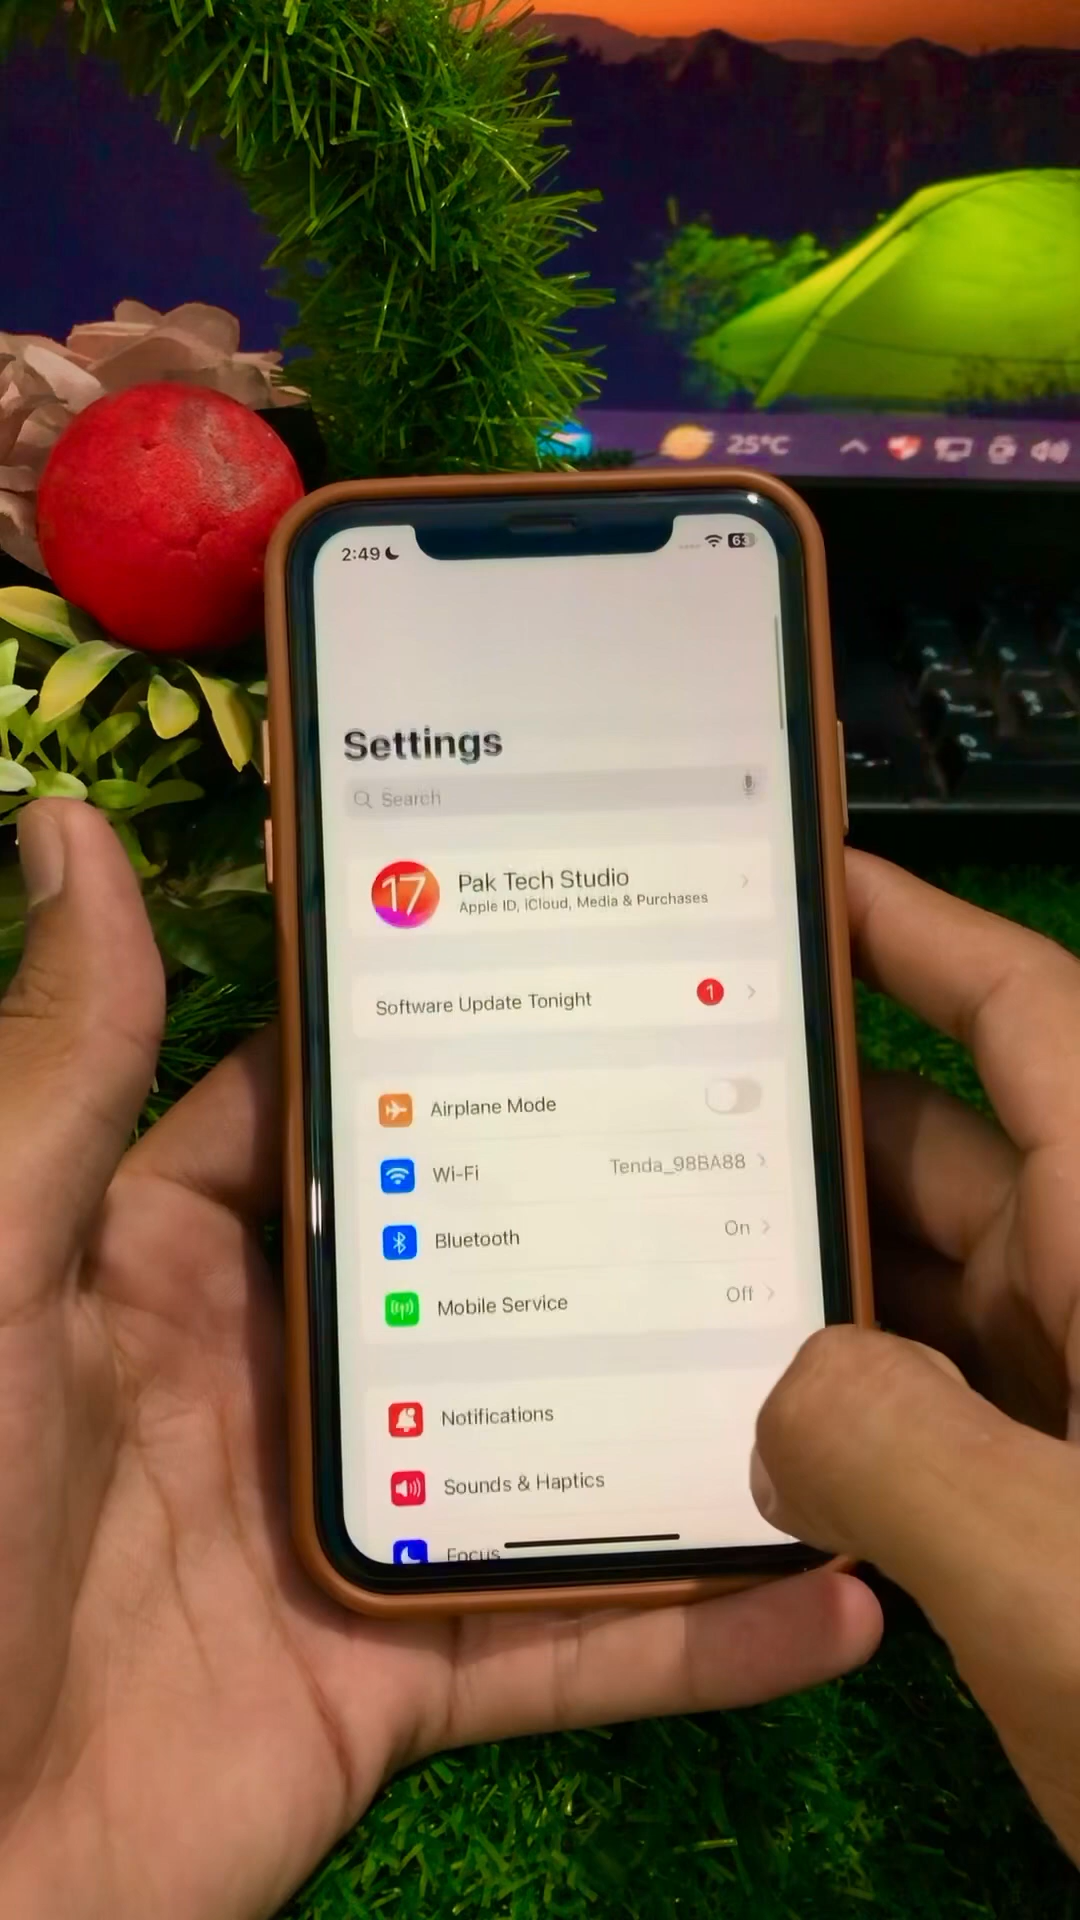 25°C
2:49
63
Settings
Search
17
Pak Tech Studio
Apple ID, iCloud, Media & Purchases
Software Update Tonight
1
Airplane Mode
Wi-Fi
Tenda_98BA88
Bluetooth
On
Mobile Service
Off
Notifications
Sounds & Haptics
Focus